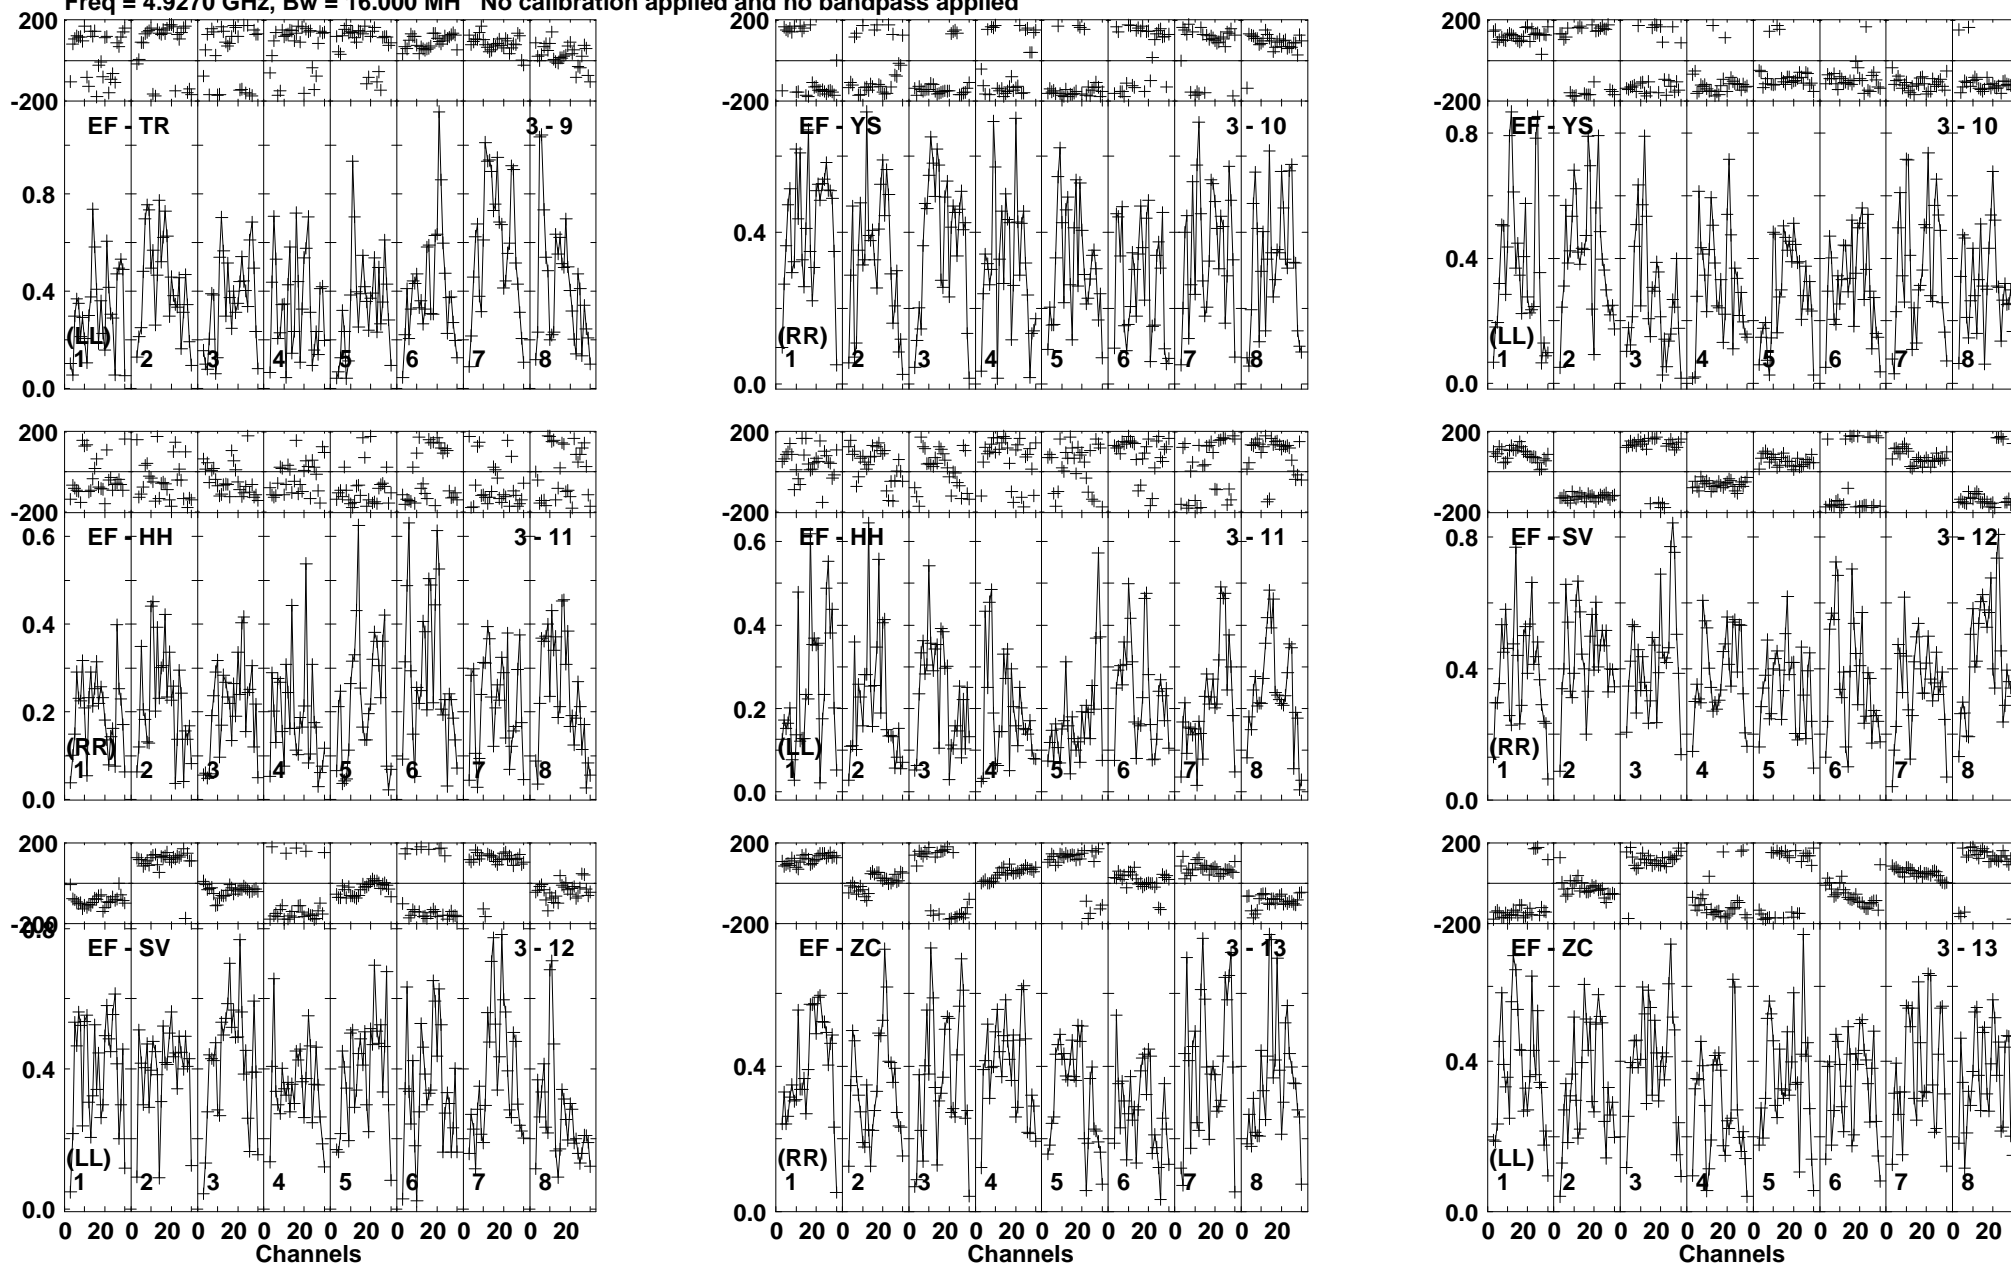 Freq = 4.9270 GHz, Bw = 16.000 MH No calibration applied and no bandpass applied
200 200 200
-200 -200 -200
EF - TR 3 - 9 EF - YS 3 - 10 EF - YS 3 - 10
0.8 0.4 0.0 (LL) 1 2 3 4 5 6 7 8
0.4 0.0 (RR) 1 2 3 4 5 6 7 8
0.8 0.4 0.0 (LL) 1 2 3 4 5 6 7 8
200 200 200
-200 -200 -200
EF - HH 3 - 11 EF - HH 3 - 11 EF - SV 3 - 12
0.6 0.4 0.2 0.0 (RR) 1 2 3 4 5 6 7 8
0.6 0.4 0.2 0.0 (LL) 1 2 3 4 5 6 7 8
0.8 0.4 0.0 (RR) 1 2 3 4 5 6 7 8
200 200 200
-200 -200 -200
EF - SV 3 - 12 EF - ZC 3 - 13 EF - ZC 3 - 13
0.8 0.4 0.0 (LL) 1 2 3 4 5 6 7 8
0.4 0.0 (RR) 1 2 3 4 5 6 7 8
0.4 0.0 (LL) 1 2 3 4 5 6 7 8
0 20 0 20 0 20 0 20 0 20 0 20 0 20 0 20
0 20 0 20 0 20 0 20 0 20 0 20 0 20 0 20
0 20 0 20 0 20 0 20 0 20 0 20 0 20 0 20
Channels Channels Channels